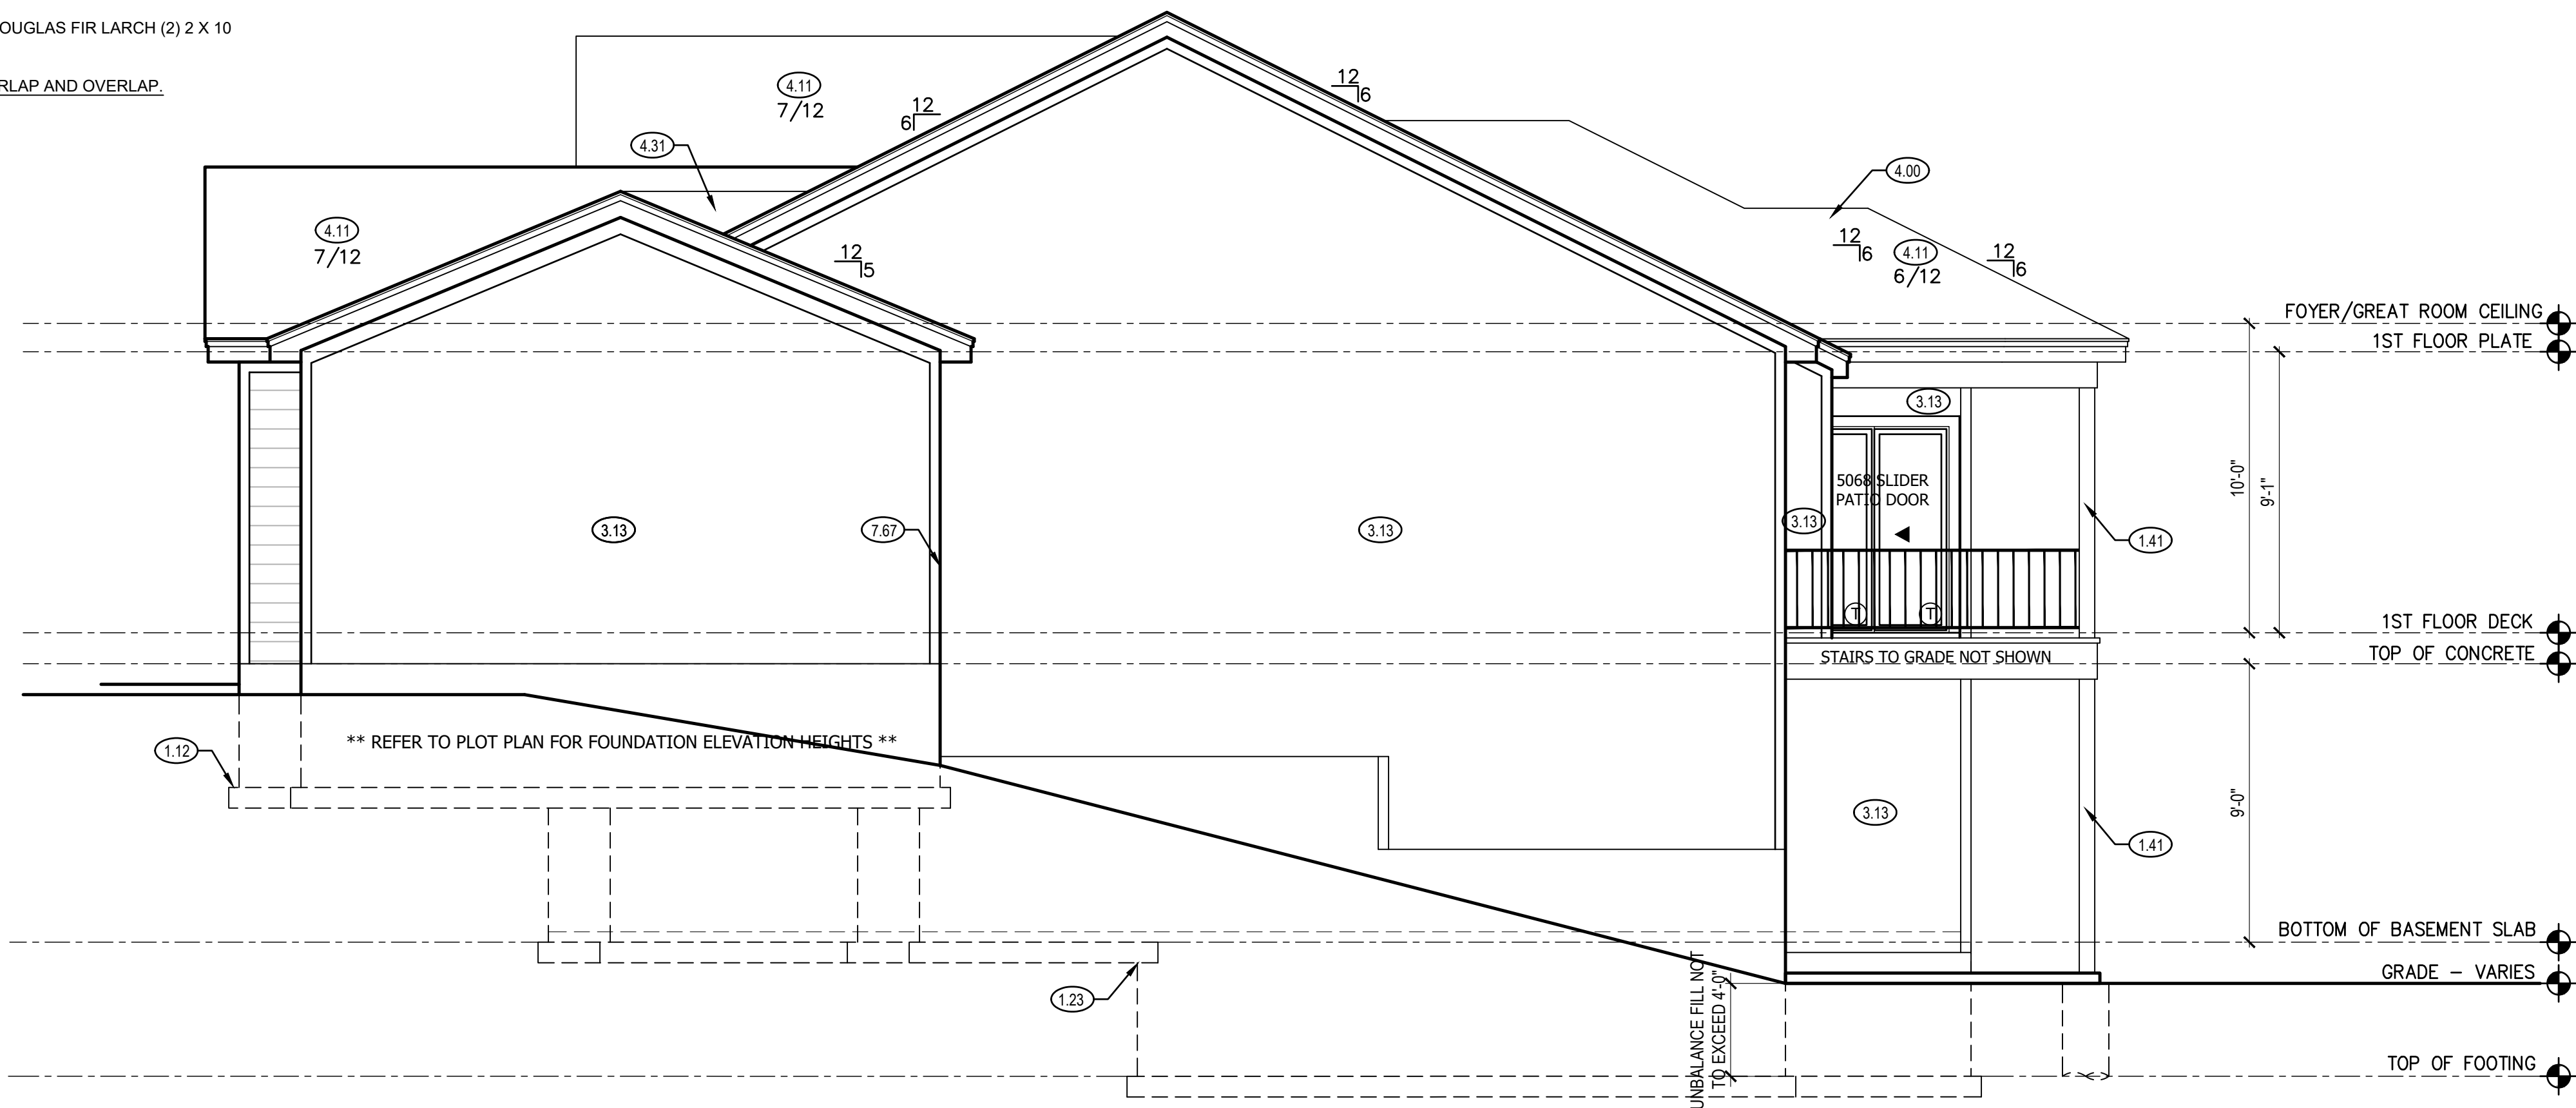 OUGLAS FIR LARCH (2) 2 X 10
RLAP AND OVERLAP.
4.11
7/12
12
6
12
6
4.31
4.00
4.11
7/12
12
5
12
6
4.11
6/12
12
6
FOYER/GREAT ROOM CEILING
1ST FLOOR PLATE
3.13
5068 SLIDER
PATIO DOOR
10'-0"
9'-1"
3.13
7.67
3.13
3.13
1.41
T
T
1ST FLOOR DECK
STAIRS TO GRADE NOT SHOWN
TOP OF CONCRETE
1.12
** REFER TO PLOT PLAN FOR FOUNDATION ELEVATION HEIGHTS **
3.13
9'-0"
1.41
BOTTOM OF BASEMENT SLAB
GRADE - VARIES
1.23
UNBALANCE FILL NOT
TO EXCEED 4'-0"
TOP OF FOOTING